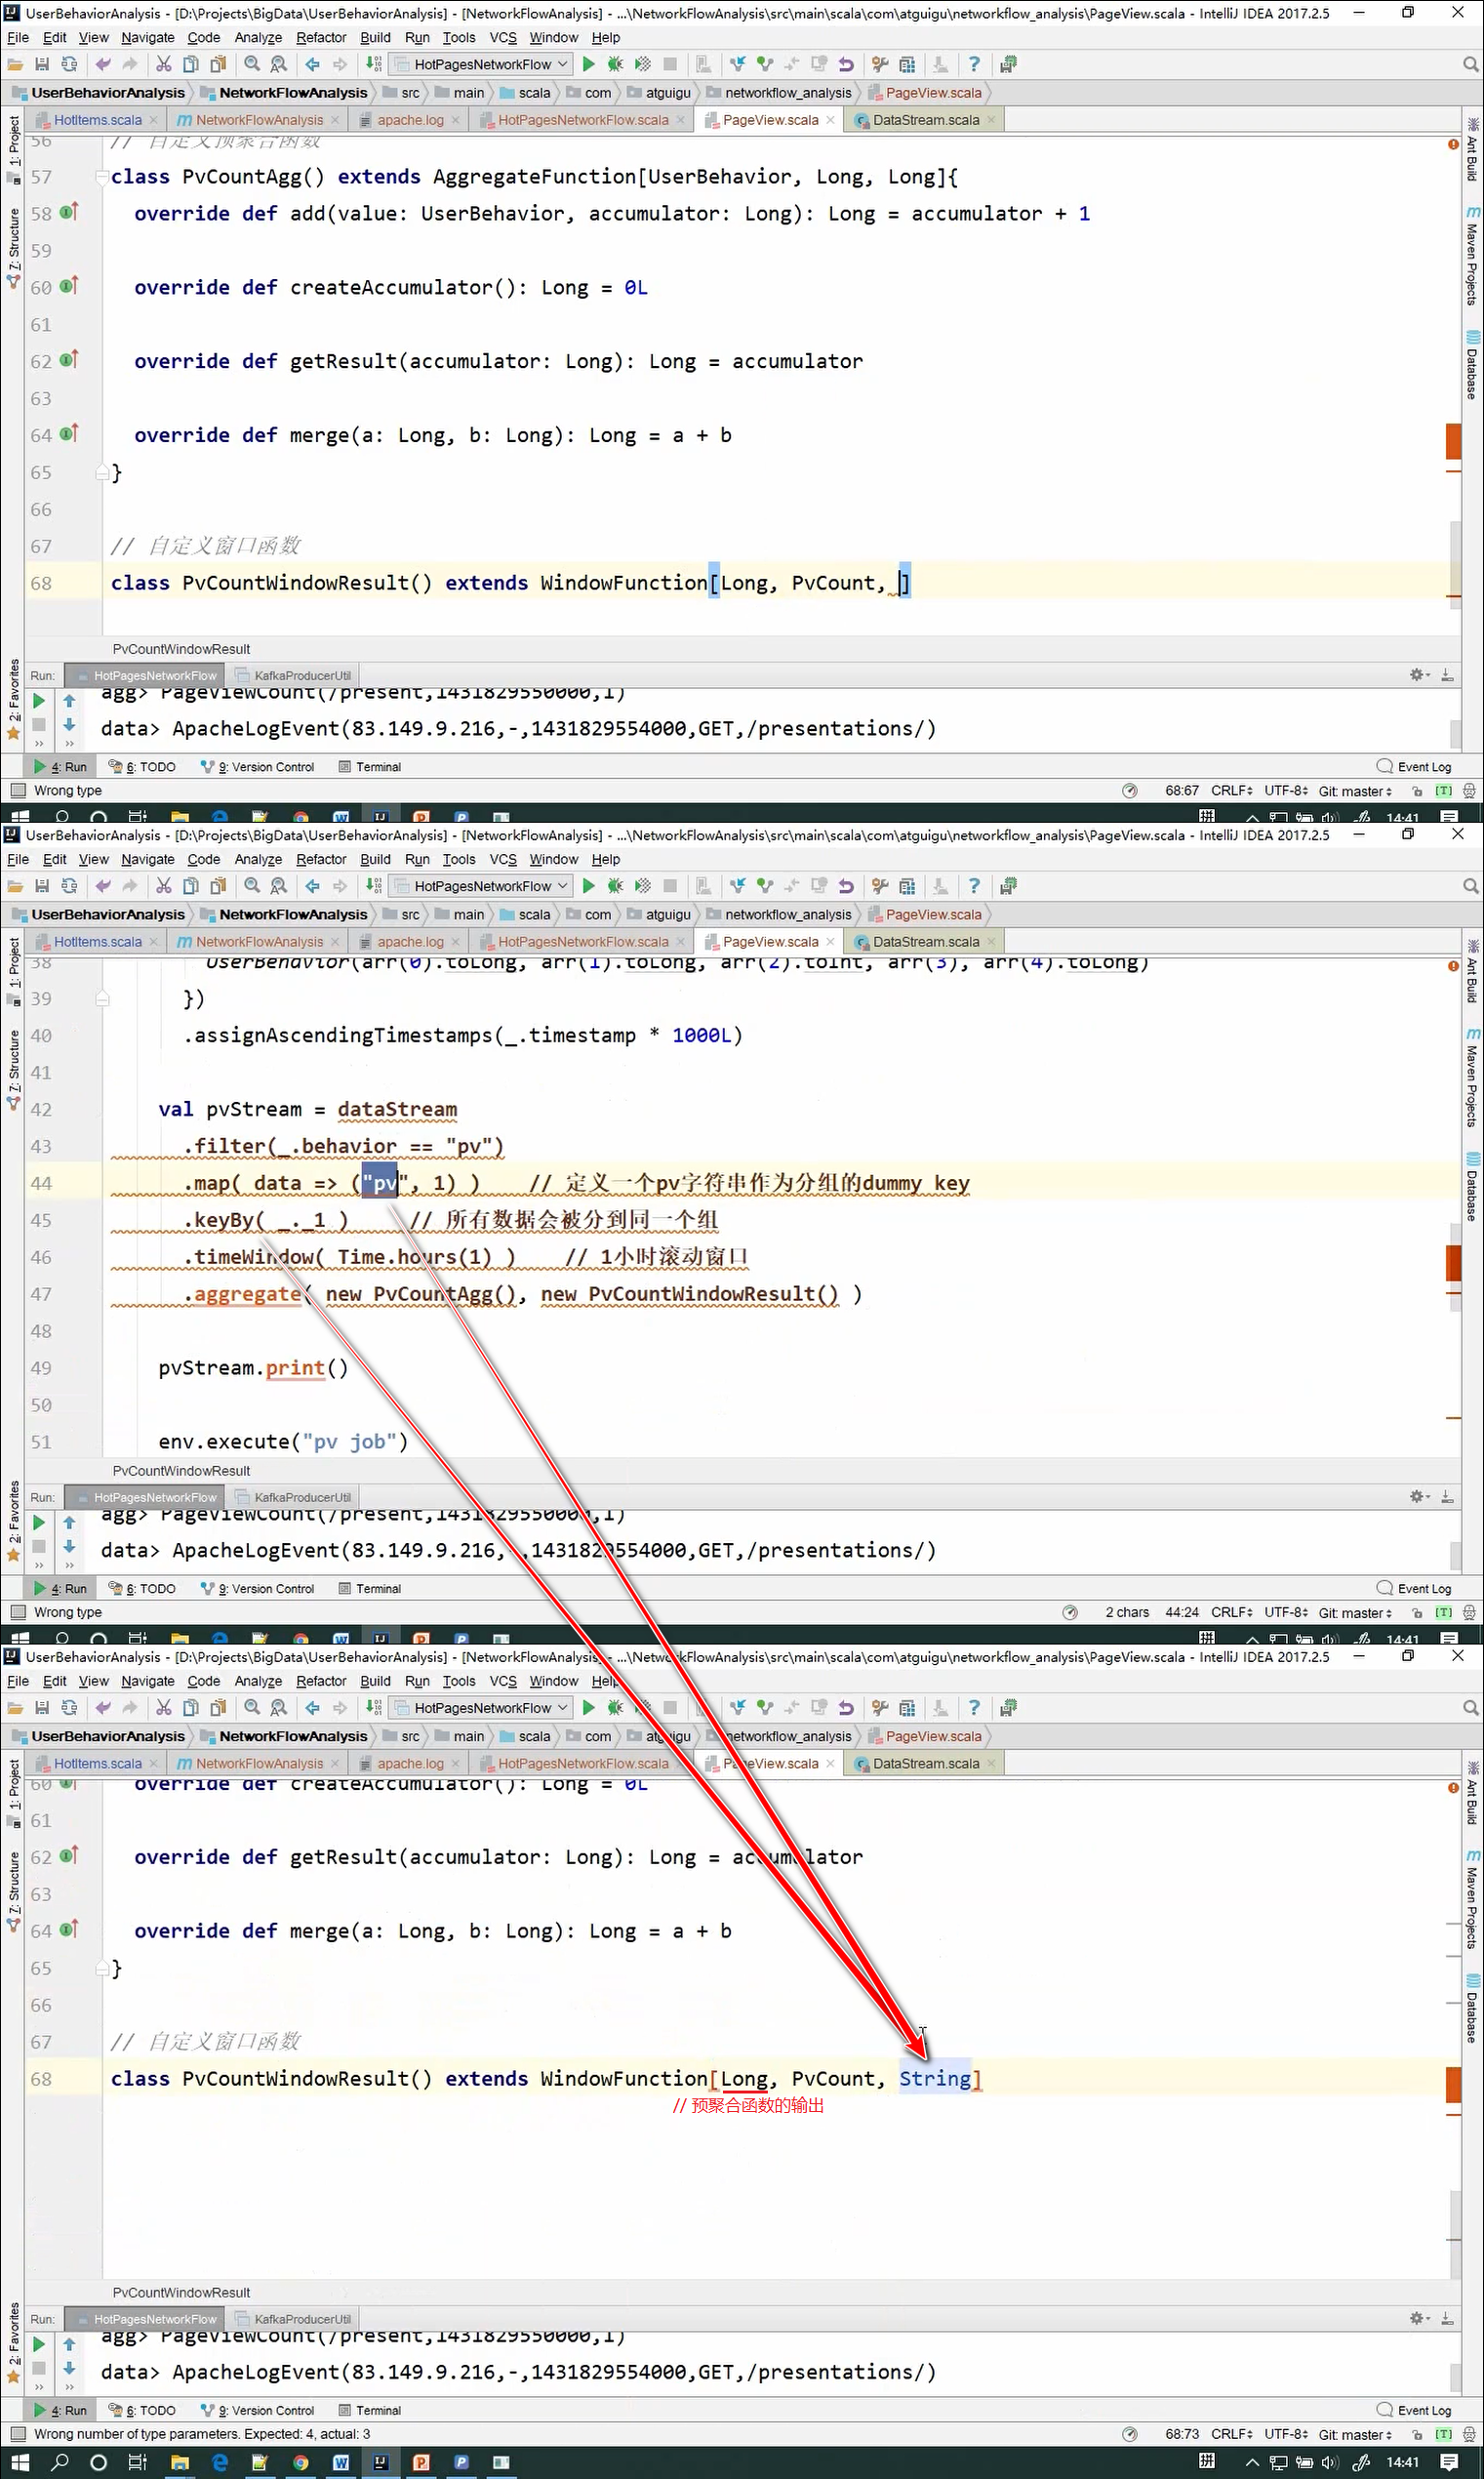 UserBehaviorAnalysis - [D:\Projects\BigData\UserBehaviorAnalysis] - [NetworkFlowAnalysis] - ...\NetworkFlowAnalysis\src\main\scala\com\atguigu\networkflow_analysis\PageView.scala - IntelliJ IDEA 2017.2.5
File Edit View Navigate Code Analyze Refactor Build Run Tools VCS Window Help
HotPagesNetworkFlow
UserBehaviorAnalysis NetworkFlowAnalysis src main scala com atguigu networkflow_analysis PageView.scala
HotItems.scala NetworkFlowAnalysis apache.log HotPagesNetworkFlow.scala PageView.scala DataStream.scala
1: Project
7: Structure
2: Favorites
Ant Build
Maven Projects
Database
56 // 自定义预聚合函数
57 class PvCountAgg() extends AggregateFunction[UserBehavior, Long, Long]{
58 override def add(value: UserBehavior, accumulator: Long): Long = accumulator + 1
59
60 override def createAccumulator(): Long = 0L
61
62 override def getResult(accumulator: Long): Long = accumulator
63
64 override def merge(a: Long, b: Long): Long = a + b
65 }
66
67 // 自定义窗口函数
68 class PvCountWindowResult() extends WindowFunction[Long, PvCount, ]
PvCountWindowResult
Run: HotPagesNetworkFlow KafkaProducerUtil
agg> PageViewCount(/present,1431829550000,1)
data> ApacheLogEvent(83.149.9.216,-,1431829554000,GET,/presentations/)
4: Run 6: TODO 9: Version Control Terminal Event Log
Wrong type 68:67 CRLF UTF-8 Git: master [T]
14:41
UserBehaviorAnalysis - [D:\Projects\BigData\UserBehaviorAnalysis] - [NetworkFlowAnalysis] - ...\NetworkFlowAnalysis\src\main\scala\com\atguigu\networkflow_analysis\PageView.scala - IntelliJ IDEA 2017.2.5
File Edit View Navigate Code Analyze Refactor Build Run Tools VCS Window Help
HotPagesNetworkFlow
UserBehaviorAnalysis NetworkFlowAnalysis src main scala com atguigu networkflow_analysis PageView.scala
HotItems.scala NetworkFlowAnalysis apache.log HotPagesNetworkFlow.scala PageView.scala DataStream.scala
1: Project
7: Structure
2: Favorites
Ant Build
Maven Projects
Database
38 UserBehavior(arr(0).toLong, arr(1).toLong, arr(2).toInt, arr(3), arr(4).toLong)
39 })
40 .assignAscendingTimestamps(_.timestamp * 1000L)
41
42 val pvStream = dataStream
43 .filter(_.behavior == "pv")
44 .map( data => ("pv", 1) ) // 定义一个pv字符串作为分组的dummy key
45 .keyBy( _._1 ) // 所有数据会被分到同一个组
46 .timeWindow( Time.hours(1) ) // 1小时滚动窗口
47 .aggregate( new PvCountAgg(), new PvCountWindowResult() )
48
49 pvStream.print()
50
51 env.execute("pv job")
PvCountWindowResult
Run: HotPagesNetworkFlow KafkaProducerUtil
agg> PageViewCount(/present,1431829550000,1)
data> ApacheLogEvent(83.149.9.216,-,1431829554000,GET,/presentations/)
4: Run 6: TODO 9: Version Control Terminal Event Log
Wrong type 2 chars 44:24 CRLF UTF-8 Git: master [T]
14:41
UserBehaviorAnalysis - [D:\Projects\BigData\UserBehaviorAnalysis] - [NetworkFlowAnalysis] - ...\NetworkFlowAnalysis\src\main\scala\com\atguigu\networkflow_analysis\PageView.scala - IntelliJ IDEA 2017.2.5
File Edit View Navigate Code Analyze Refactor Build Run Tools VCS Window Help
HotPagesNetworkFlow
UserBehaviorAnalysis NetworkFlowAnalysis src main scala com atguigu networkflow_analysis PageView.scala
HotItems.scala NetworkFlowAnalysis apache.log HotPagesNetworkFlow.scala PageView.scala DataStream.scala
1: Project
7: Structure
2: Favorites
Ant Build
Maven Projects
Database
60 override def createAccumulator(): Long = 0L
61
62 override def getResult(accumulator: Long): Long = accumulator
63
64 override def merge(a: Long, b: Long): Long = a + b
65 }
66
67 // 自定义窗口函数
68 class PvCountWindowResult() extends WindowFunction[Long, PvCount, String]
// 预聚合函数的输出
PvCountWindowResult
Run: HotPagesNetworkFlow KafkaProducerUtil
agg> PageViewCount(/present,1431829550000,1)
data> ApacheLogEvent(83.149.9.216,-,1431829554000,GET,/presentations/)
4: Run 6: TODO 9: Version Control Terminal Event Log
Wrong number of type parameters. Expected: 4, actual: 3 68:73 CRLF UTF-8 Git: master [T]
拼 14:41